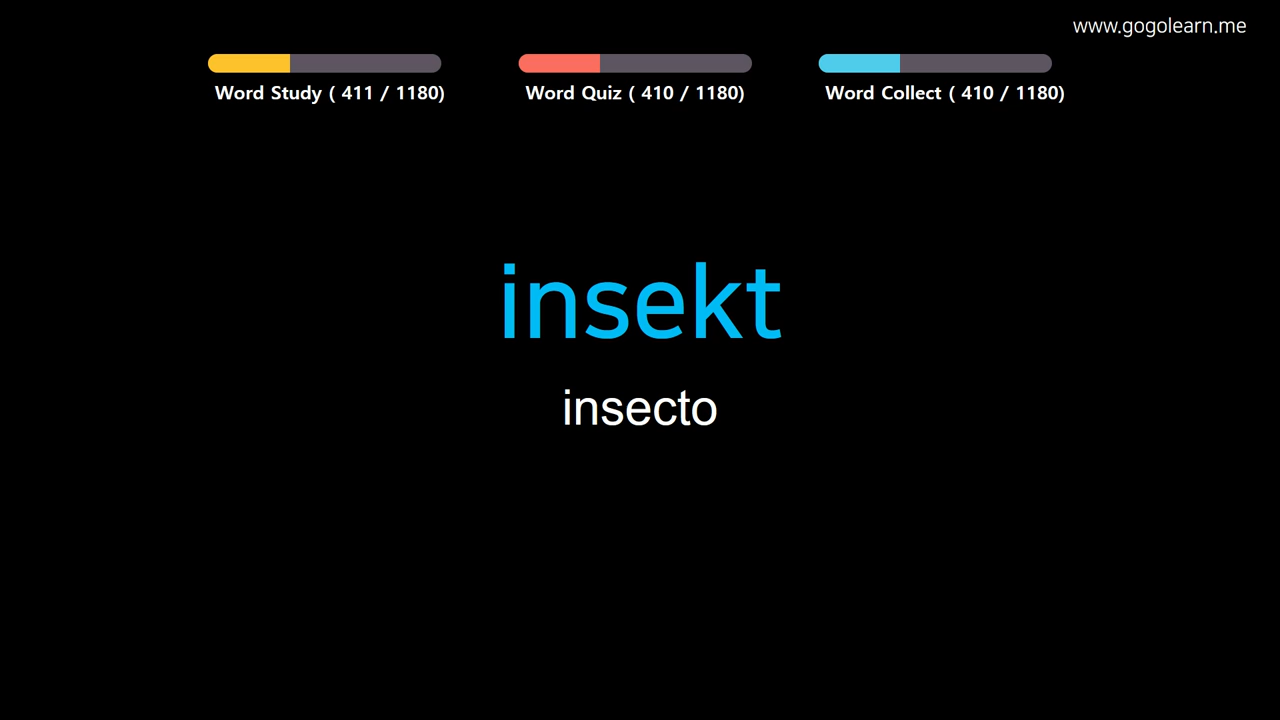 www.gogolearn.me
Word Study ( 411 / 1180)
Word Quiz ( 410 / 1180)
Word Collect ( 410 / 1180)
insekt
insecto